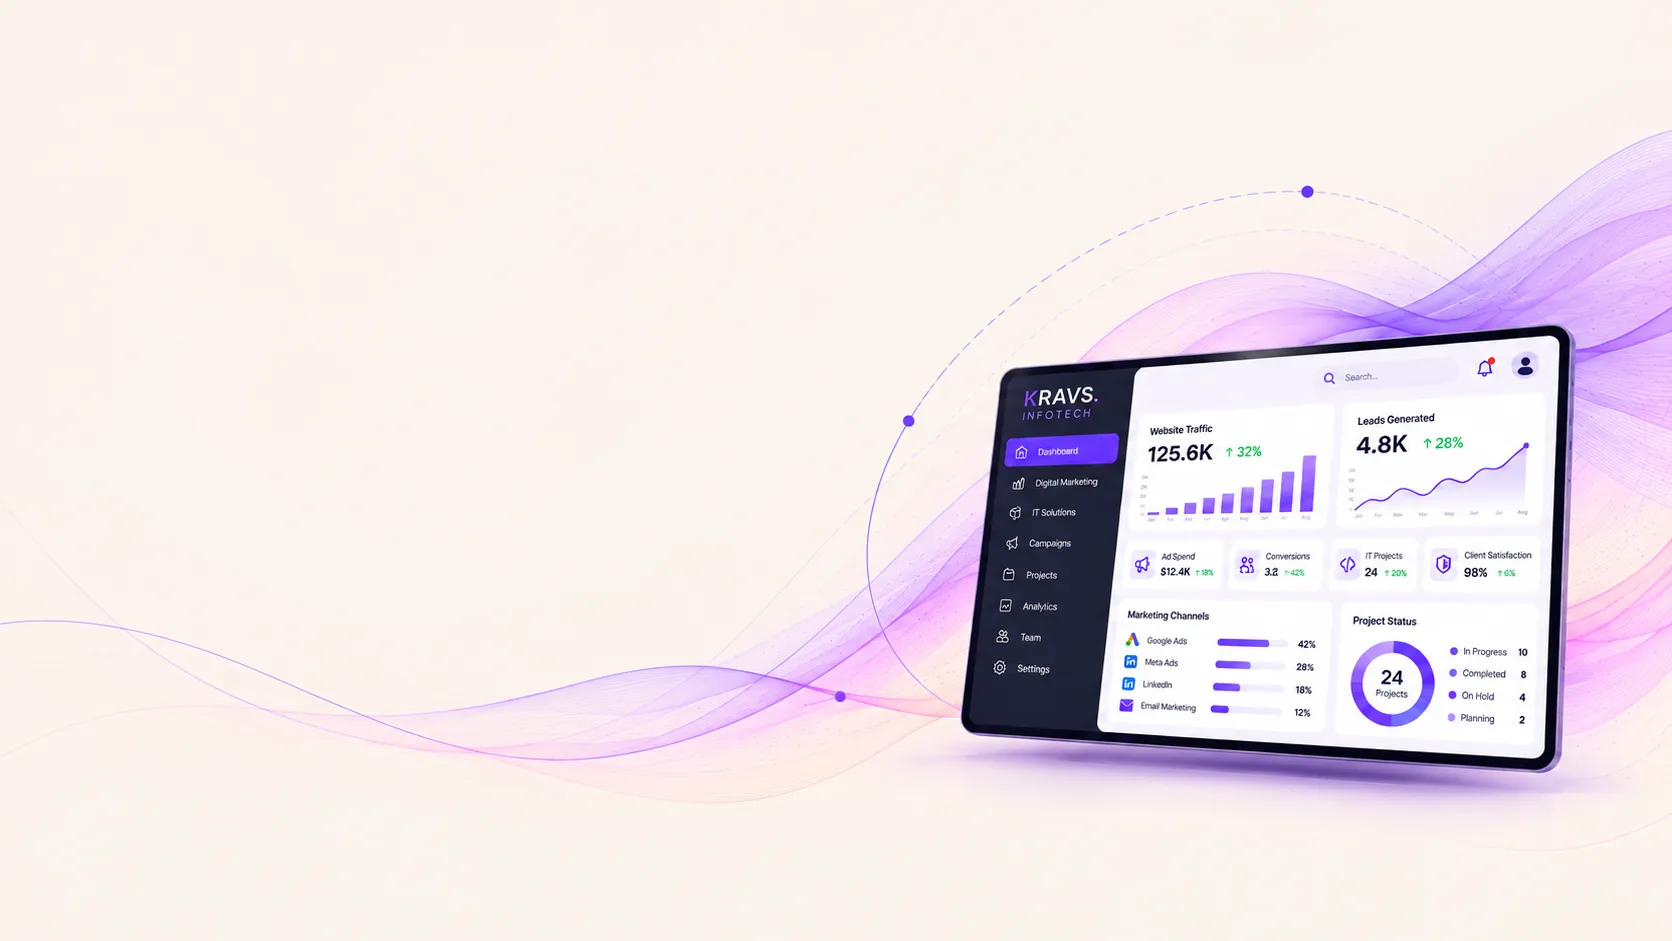 KRAVS.
INFOTECH
Dashboard
Digital Marketing
IT Solutions
Campaigns
Projects
Analytics
Team
Settings
Search...
Website Traffic
125.6K ↑ 32%
Leads Generated
4.8K ↑ 28%
Ad Spend
$12.4K ↑ 18%
Conversions
3.2 ↑ 42%
IT Projects
24 ↑ 20%
Client Satisfaction
98% ↑ 6%
Marketing Channels
Google Ads 42%
Meta Ads 28%
LinkedIn 18%
Email Marketing 12%
Project Status
24
Projects
In Progress 10
Completed 8
On Hold 4
Planning 2